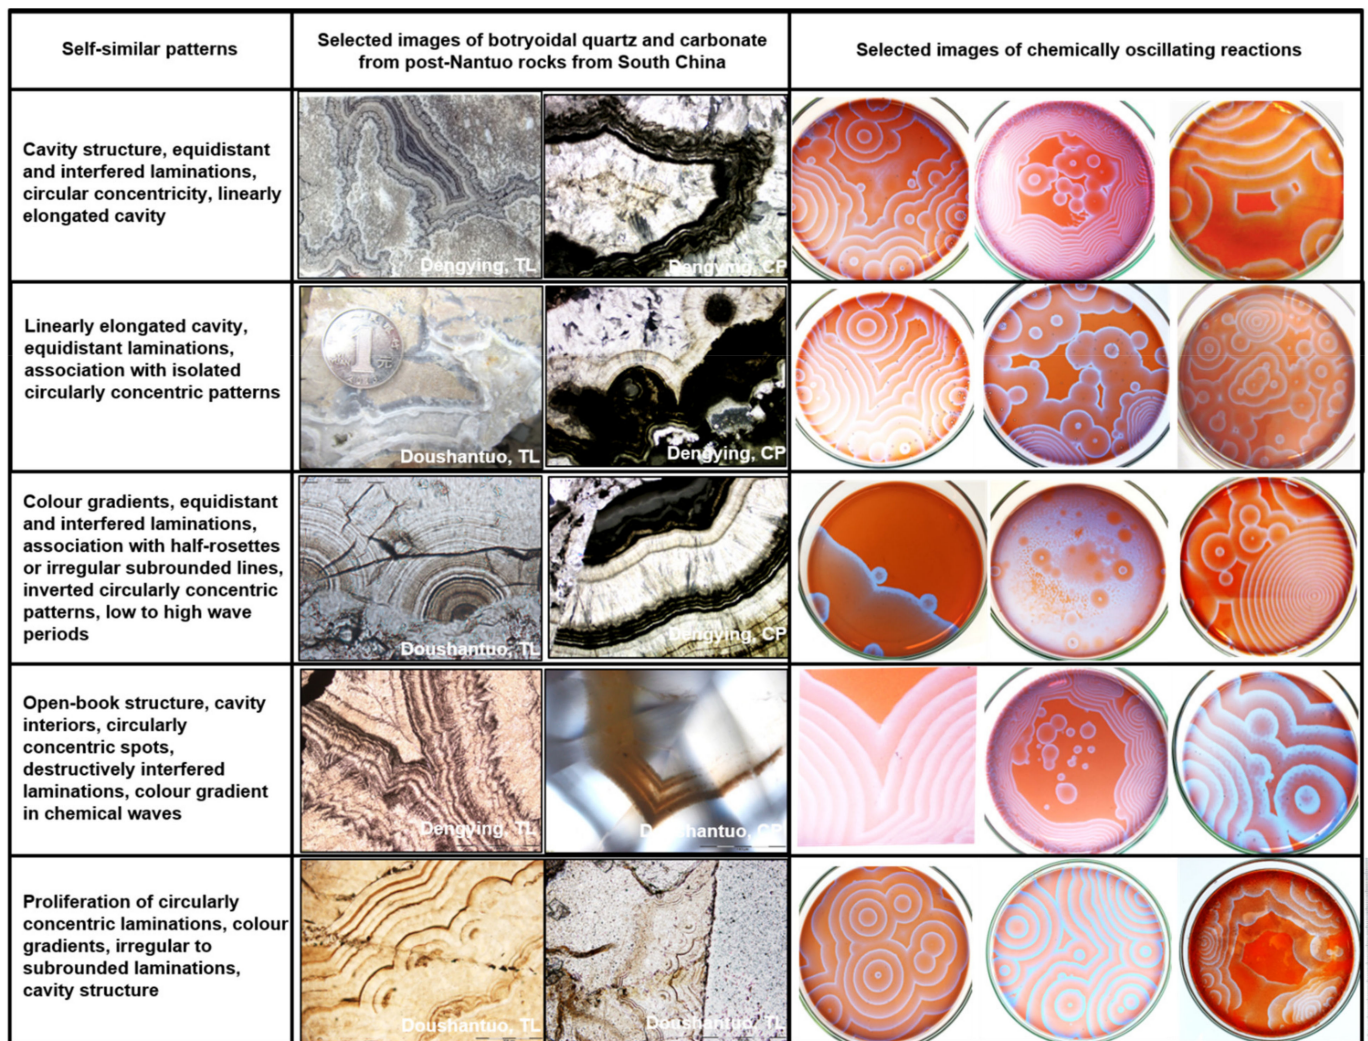 Self-similar patterns
Selected images of botryoidal quartz and carbonate
from post-Nantuo rocks from South China
Selected images of chemically oscillating reactions
Cavity structure, equidistant
and interfered laminations,
circular concentricity, linearly
elongated cavity
Dengying, TL
Dengying, CP
Linearly elongated cavity,
equidistant laminations,
association with isolated
circularly concentric patterns
1
Doushantuo, TL
Dengying, CP
Colour gradients, equidistant
and interfered laminations,
association with half-rosettes
or irregular subrounded lines,
inverted circularly concentric
patterns, low to high wave
periods
Doushantuo, TL
Dengying, CP
Open-book structure, cavity
interiors, circularly
concentric spots,
destructively interfered
laminations, colour gradient
in chemical waves
Dengying, TL
Doushantuo, CP
Proliferation of circularly
concentric laminations, colour
gradients, irregular to
subrounded laminations,
cavity structure
Doushantuo, TL
Doushantuo, TL